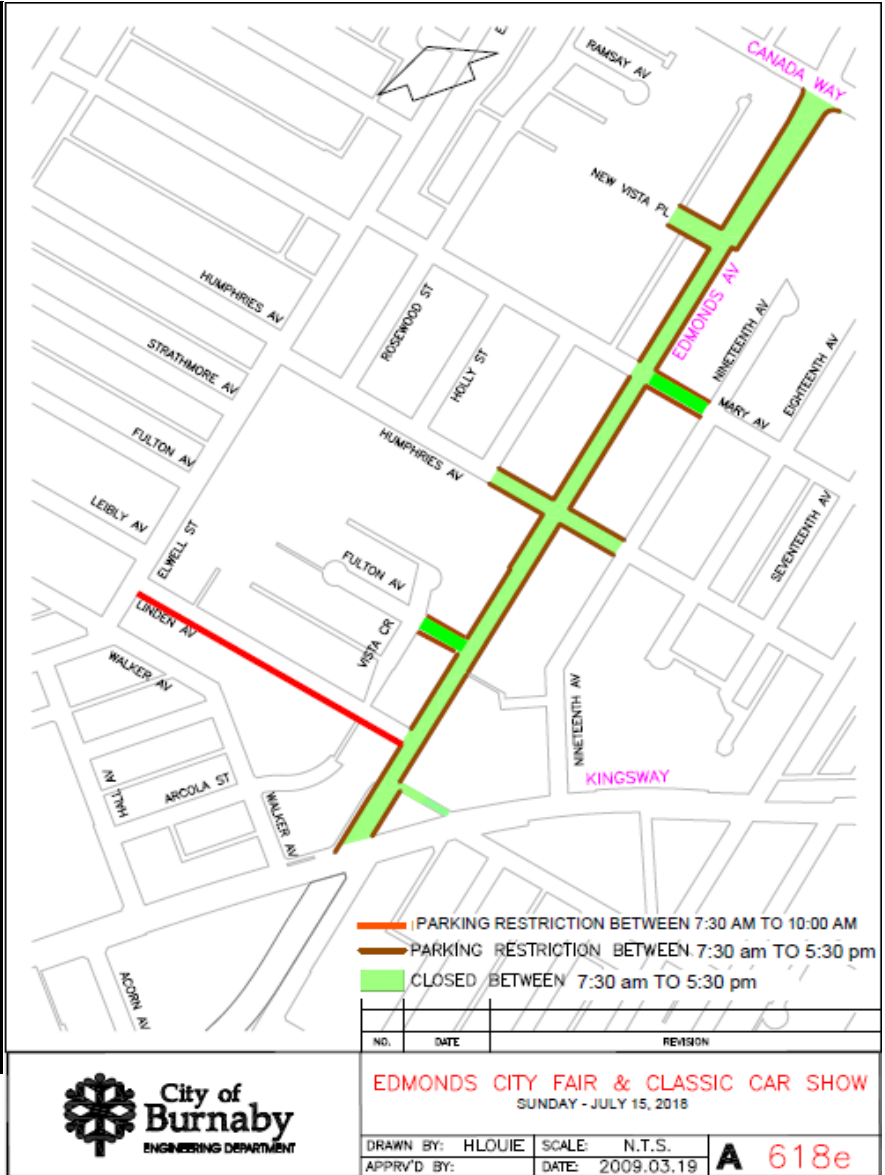 E
RAMSAY AV
CANADA WAY
NEW VISTA PL
EDMONDS AV
HUMPHRIES AV
ROSEWOOD ST
STRATHMORE AV
HOLLY ST
NINETEENTH AV
EIGHTEENTH AV
MARY AV
FULTON AV
HUMPHRIES AV
LEIBLY AV
ELWELL ST
SEVENTEENTH AV
FULTON AV
LINDEN AV
VISTA CR
WALKER AV
NINETEENTH AV
KINGSWAY
HALL AV
ARCOLA ST
WALKER AV
ACORN AV
PARKING RESTRICTION BETWEEN 7:30 AM TO 10:00 AM
PARKING RESTRICTION BETWEEN 7:30 am TO 5:30 pm
CLOSED BETWEEN 7:30 am TO 5:30 pm
NO. DATE REVISION
City of
Burnaby
ENGINEERING DEPARTMENT
EDMONDS CITY FAIR & CLASSIC CAR SHOW
SUNDAY - JULY 15, 2018
DRAWN BY: HLOUIE SCALE: N.T.S.
APPRV'D BY: DATE: 2009.03.19
A 618e